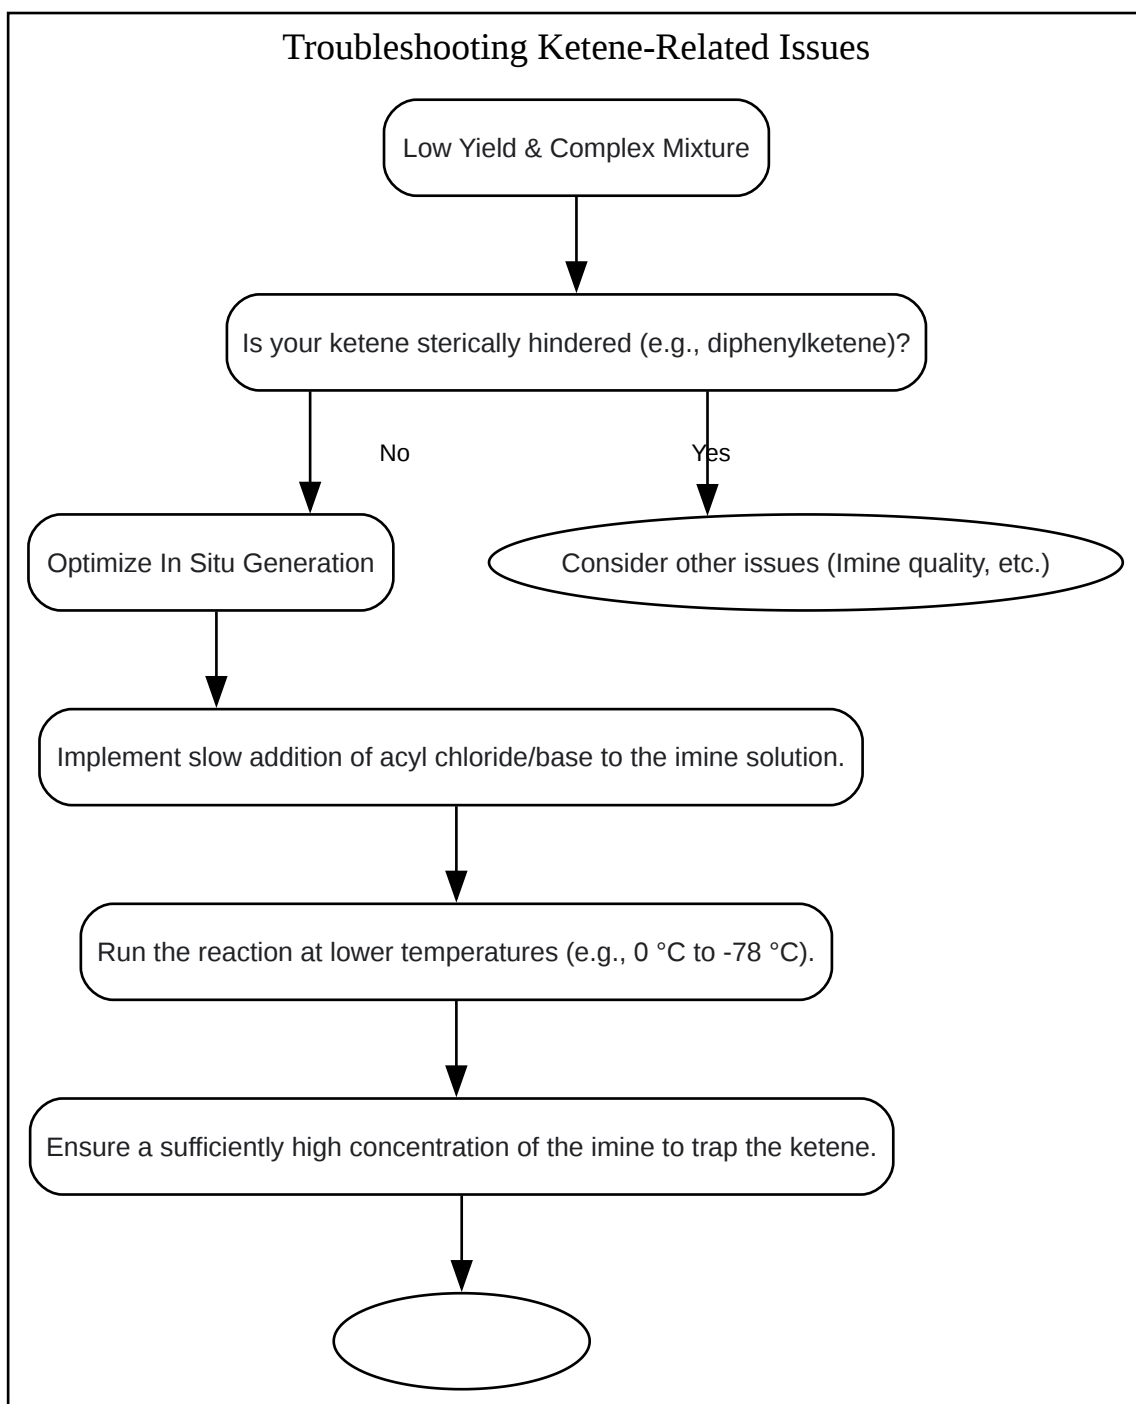 Troubleshooting Ketene-Related Issues
Low Yield & Complex Mixture
Is your ketene sterically hindered (e.g., diphenylketene)?
No
Yes
Optimize In Situ Generation
Consider other issues (Imine quality, etc.)
Implement slow addition of acyl chloride/base to the imine solution.
Run the reaction at lower temperatures (e.g., 0 °C to -78 °C).
Ensure a sufficiently high concentration of the imine to trap the ketene.